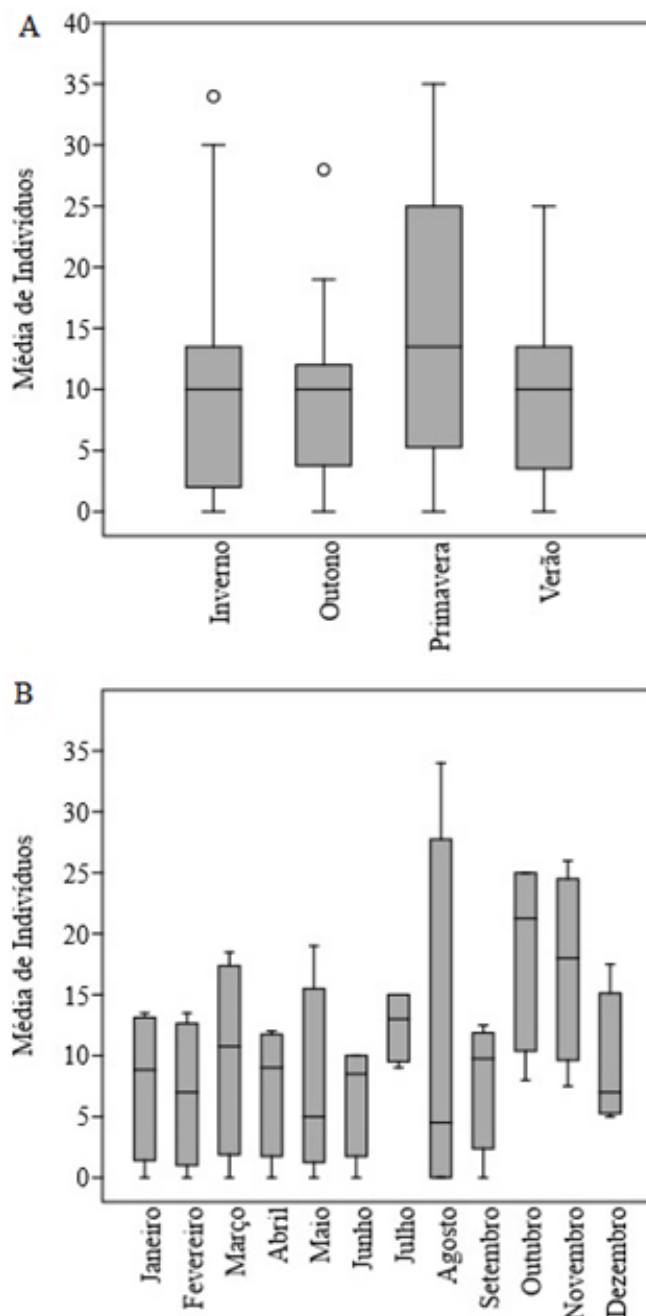 A
40
35
30
25
20
15
10
5
0
Média de Indivíduos
Inverno
Outono
Primavera
Verão
B
35
30
25
20
15
10
5
0
Média de Indivíduos
Janeiro
Fevereiro
Março
Abril
Maio
Junho
Julho
Agosto
Setembro
Outubro
Novembro
Dezembro